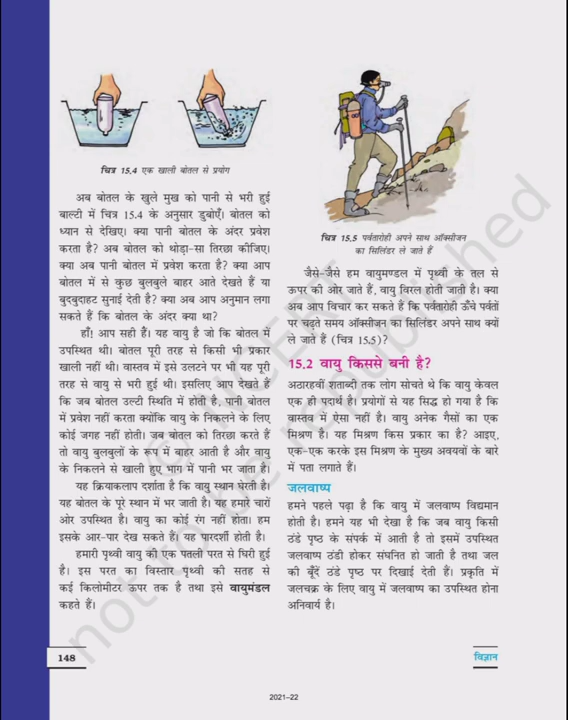 चित्र 15.4 एक खाली बोतल से प्रयोग
अब बोतल के खुले मुख को पानी से भरी हुई
बाल्टी में चित्र 15.4 के अनुसार डुबोएँ। बोतल को
ध्यान से देखिए। क्या पानी बोतल के अंदर प्रवेश
करता है? अब बोतल को थोड़ा-सा तिरछा कीजिए।
क्या अब पानी बोतल में प्रवेश करता है? क्या आप
बोतल में से कुछ बुलबुले बाहर आते देखते हैं या
बुदबुदाहट सुनाई देती है? क्या अब आप अनुमान लगा
सकते हैं कि बोतल के अंदर क्या था?
हाँ! आप सही हैं। यह वायु है जो कि बोतल में
उपस्थित थी। बोतल पूरी तरह से किसी भी प्रकार
खाली नहीं थी। वास्तव में इसे उलटने पर भी यह पूरी
तरह से वायु से भरी हुई थी। इसलिए आप देखते हैं
कि जब बोतल उल्टी स्थिति में होती है, पानी बोतल
में प्रवेश नहीं करता क्योंकि वायु के निकलने के लिए
कोई जगह नहीं होती। जब बोतल को तिरछा करते हैं
तो वायु बुलबुलों के रूप में बाहर आती है और वायु
के निकलने से खाली हुए भाग में पानी भर जाता है।
यह क्रियाकलाप दर्शाता है कि वायु स्थान घेरती है।
यह बोतल के पूरे स्थान में भर जाती है। यह हमारे चारों
ओर उपस्थित है। वायु का कोई रंग नहीं होता। हम
इसके आर-पार देख सकते हैं। यह पारदर्शी होती है।
हमारी पृथ्वी वायु की एक पतली परत से घिरी हुई
है। इस परत का विस्तार पृथ्वी की सतह से
कई किलोमीटर ऊपर तक है तथा इसे वायुमंडल
कहते हैं।
चित्र 15.5 पर्वतारोही अपने साथ ऑक्सीजन
का सिलिंडर ले जाते हैं
जैसे-जैसे हम वायुमण्डल में पृथ्वी के तल से
ऊपर की ओर जाते हैं, वायु विरल होती जाती है। क्या
अब आप विचार कर सकते हैं कि पर्वतारोही ऊँचे पर्वतों
पर चढ़ते समय ऑक्सीजन का सिलिंडर अपने साथ क्यों
ले जाते हैं (चित्र 15.5)?
15.2 वायु किससे बनी है?
अठारहवीं शताब्दी तक लोग सोचते थे कि वायु केवल
एक ही पदार्थ है। प्रयोगों से यह सिद्ध हो गया है कि
वास्तव में ऐसा नहीं है। वायु अनेक गैसों का एक
मिश्रण है। यह मिश्रण किस प्रकार का है? आइए,
एक-एक करके इस मिश्रण के मुख्य अवयवों के बारे
में पता लगाते हैं।
जलवाष्प
हमने पहले पढ़ा है कि वायु में जलवाष्प विद्यमान
होती है। हमने यह भी देखा है कि जब वायु किसी
ठंडे पृष्ठ के संपर्क में आती है तो इसमें उपस्थित
जलवाष्प ठंडी होकर संघनित हो जाती है तथा जल
की बूँदें ठंडे पृष्ठ पर दिखाई देती हैं। प्रकृति में
जलचक्र के लिए वायु में जलवाष्प का उपस्थित होना
अनिवार्य है।
148
विज्ञान
2021–22
© NCERT
not to be republished